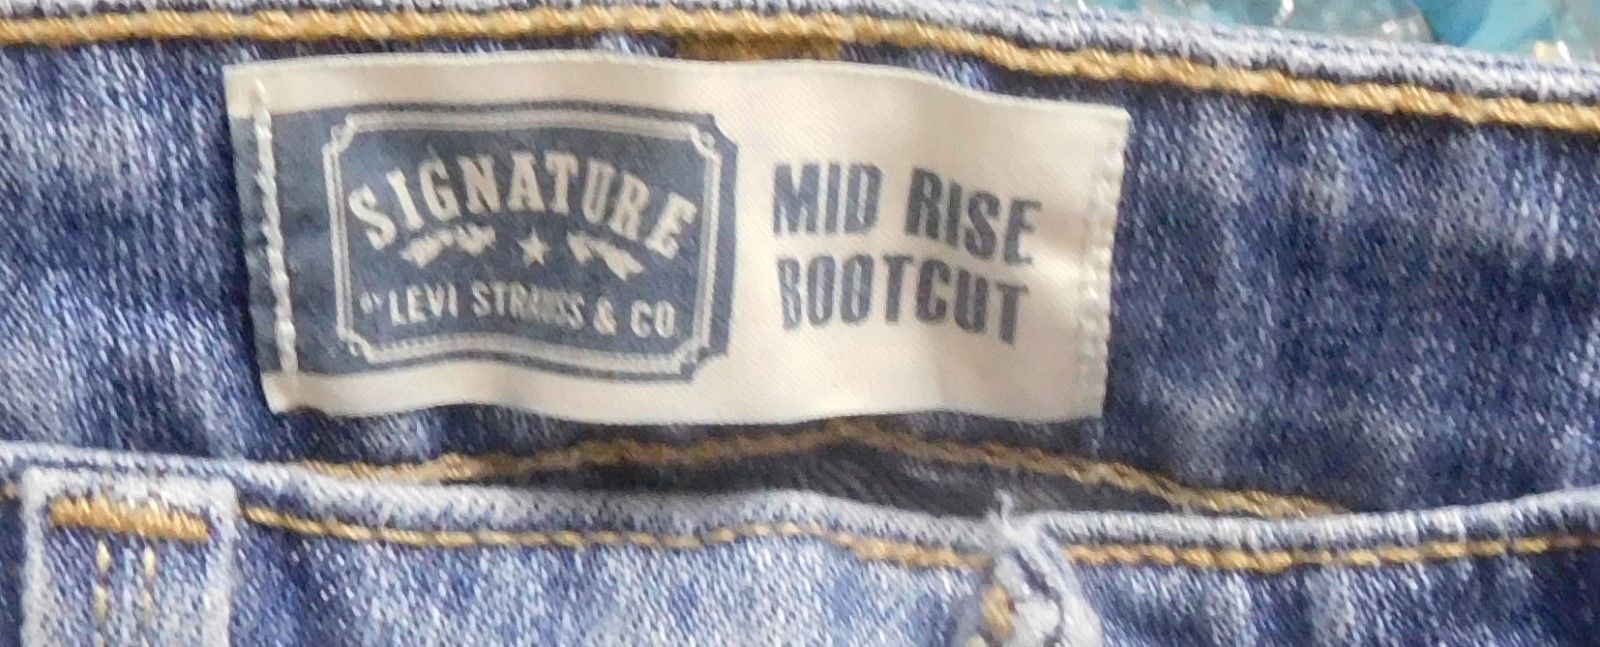 SIGNATURE
BY LEVI STRAUSS & CO
MID RISE
BOOTCUT